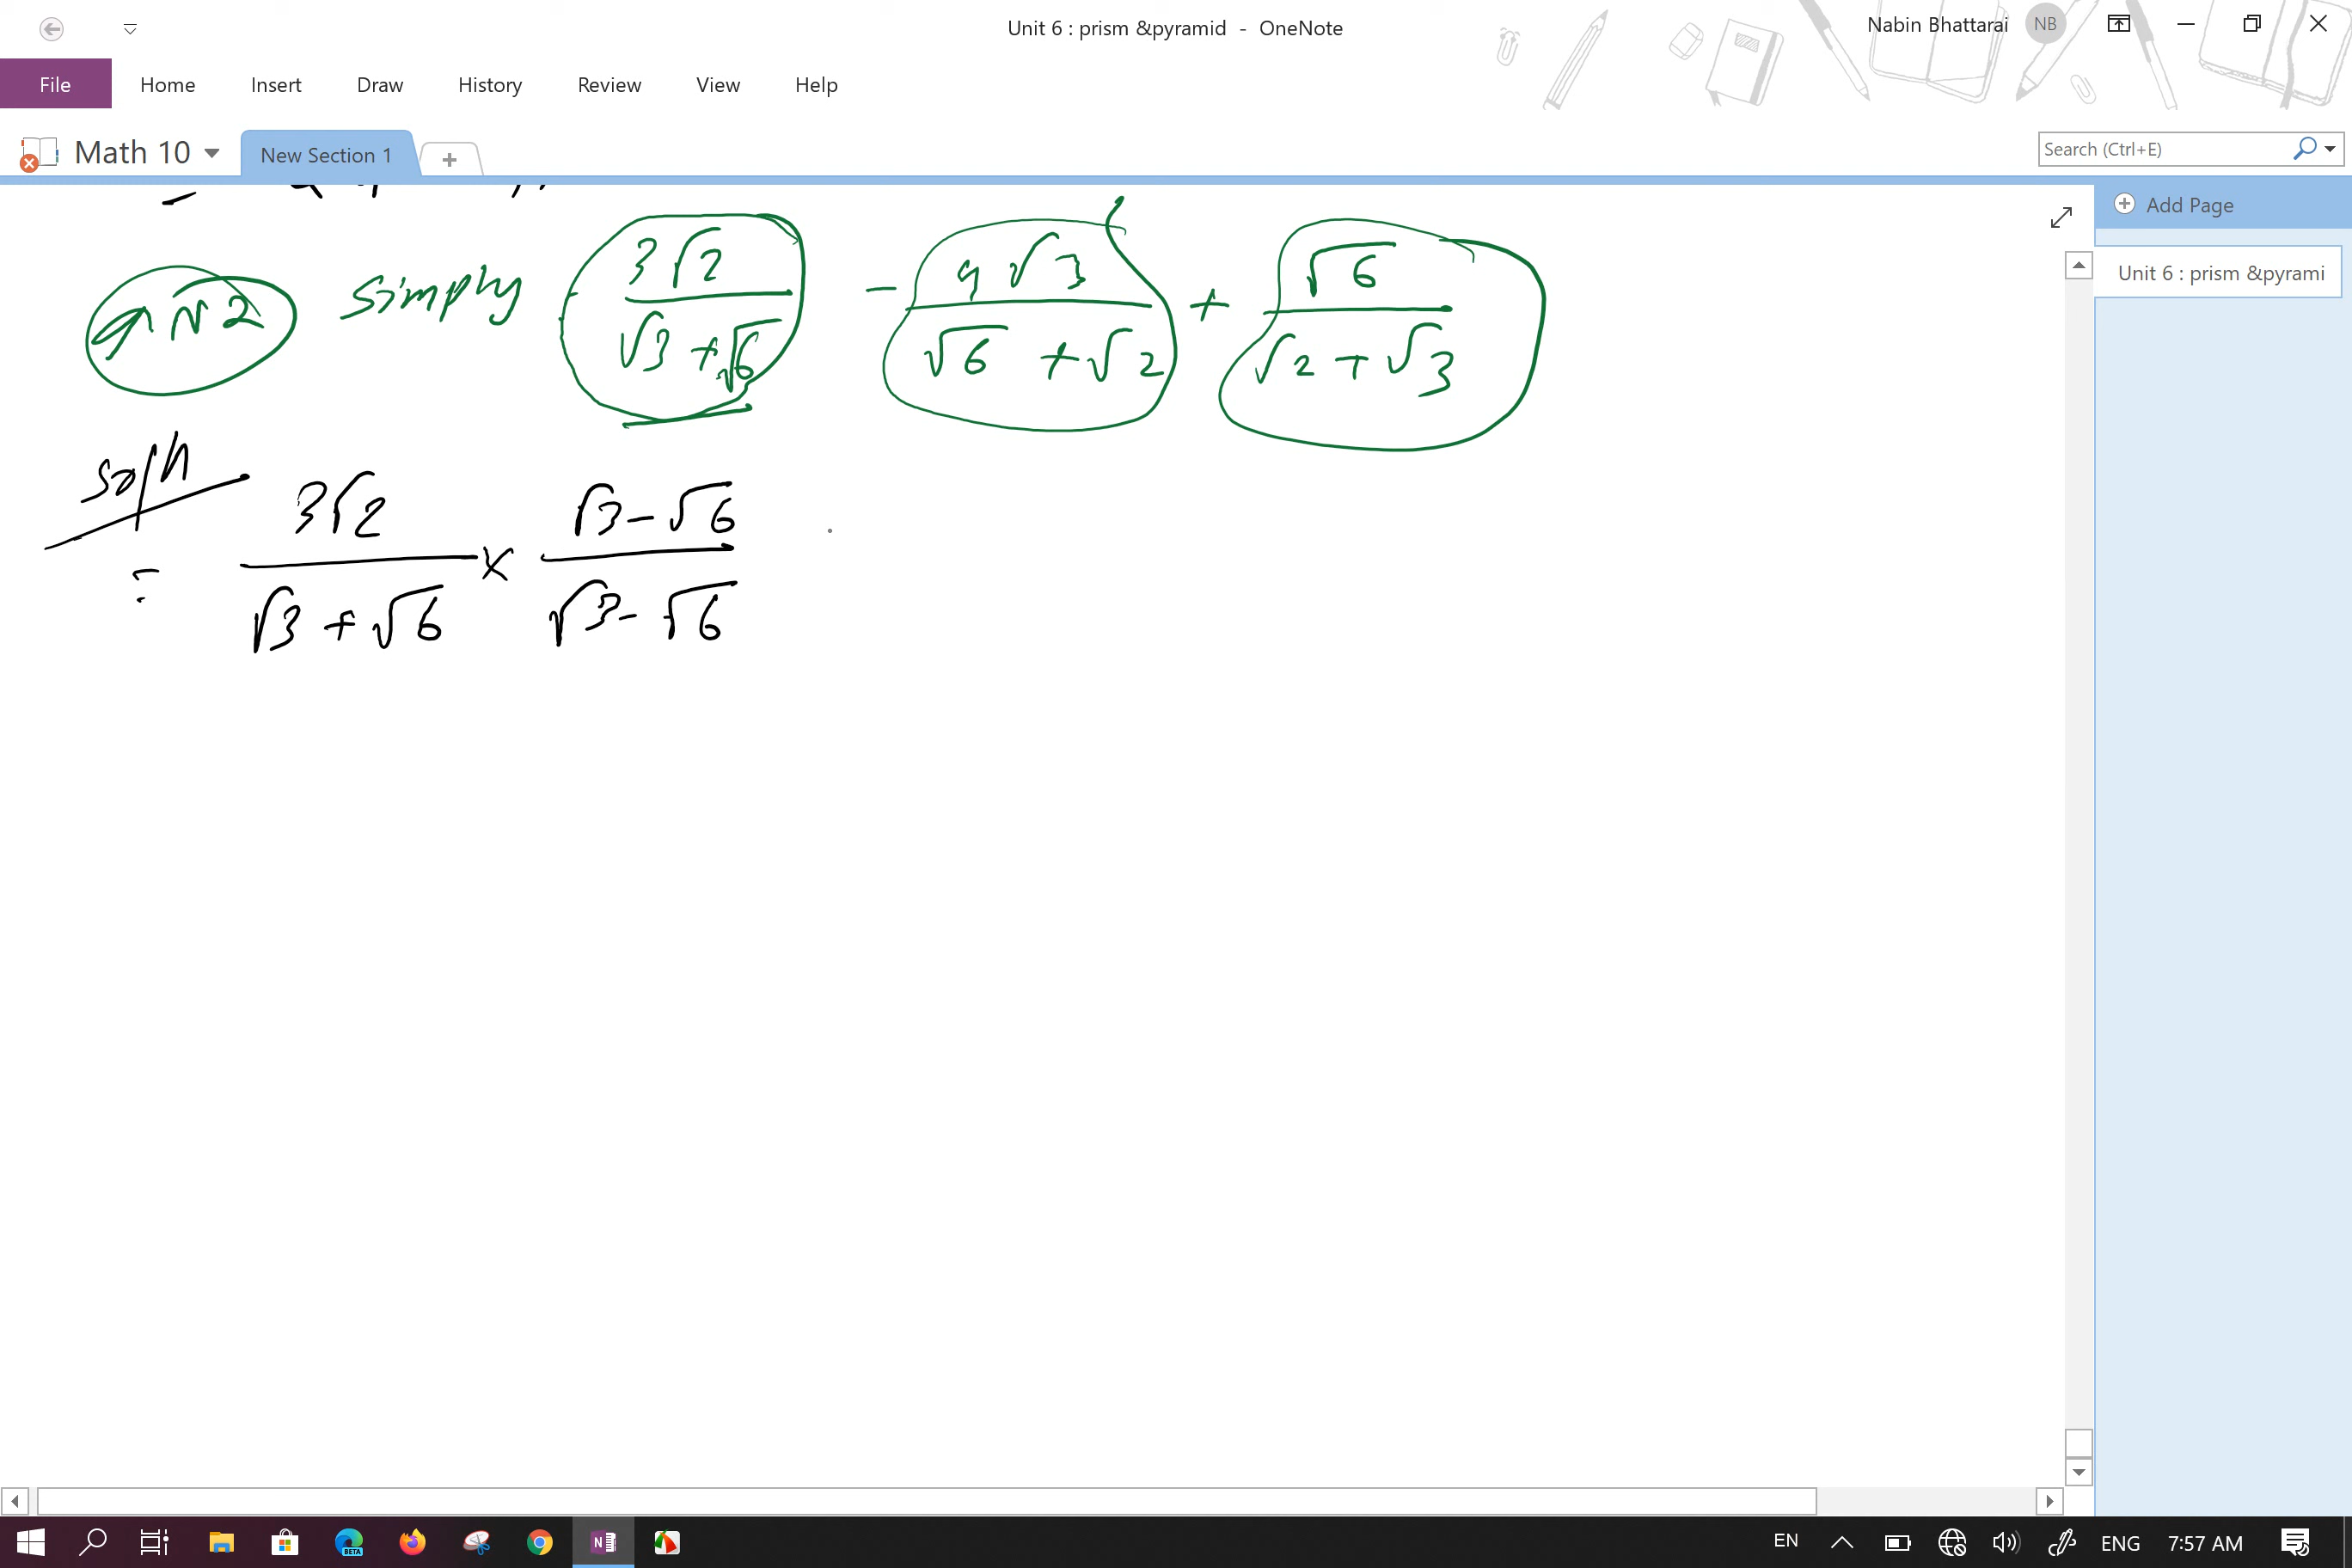 Unit 6 : prism &pyramid - OneNote
Nabin Bhattarai NB
File Home Insert Draw History Review View Help
Math 10
New Section 1
Search (Ctrl+E)
Add Page
Unit 6 : prism &pyrami
simply 3√2/(√3 + √6) - 4√3/(√6 + √2) + √6/(√2 + √3)
soln
= 3√2/(√3 + √6) × (√3 - √6)/(√3 - √6)
BETA
EN
ENG
7:57 AM